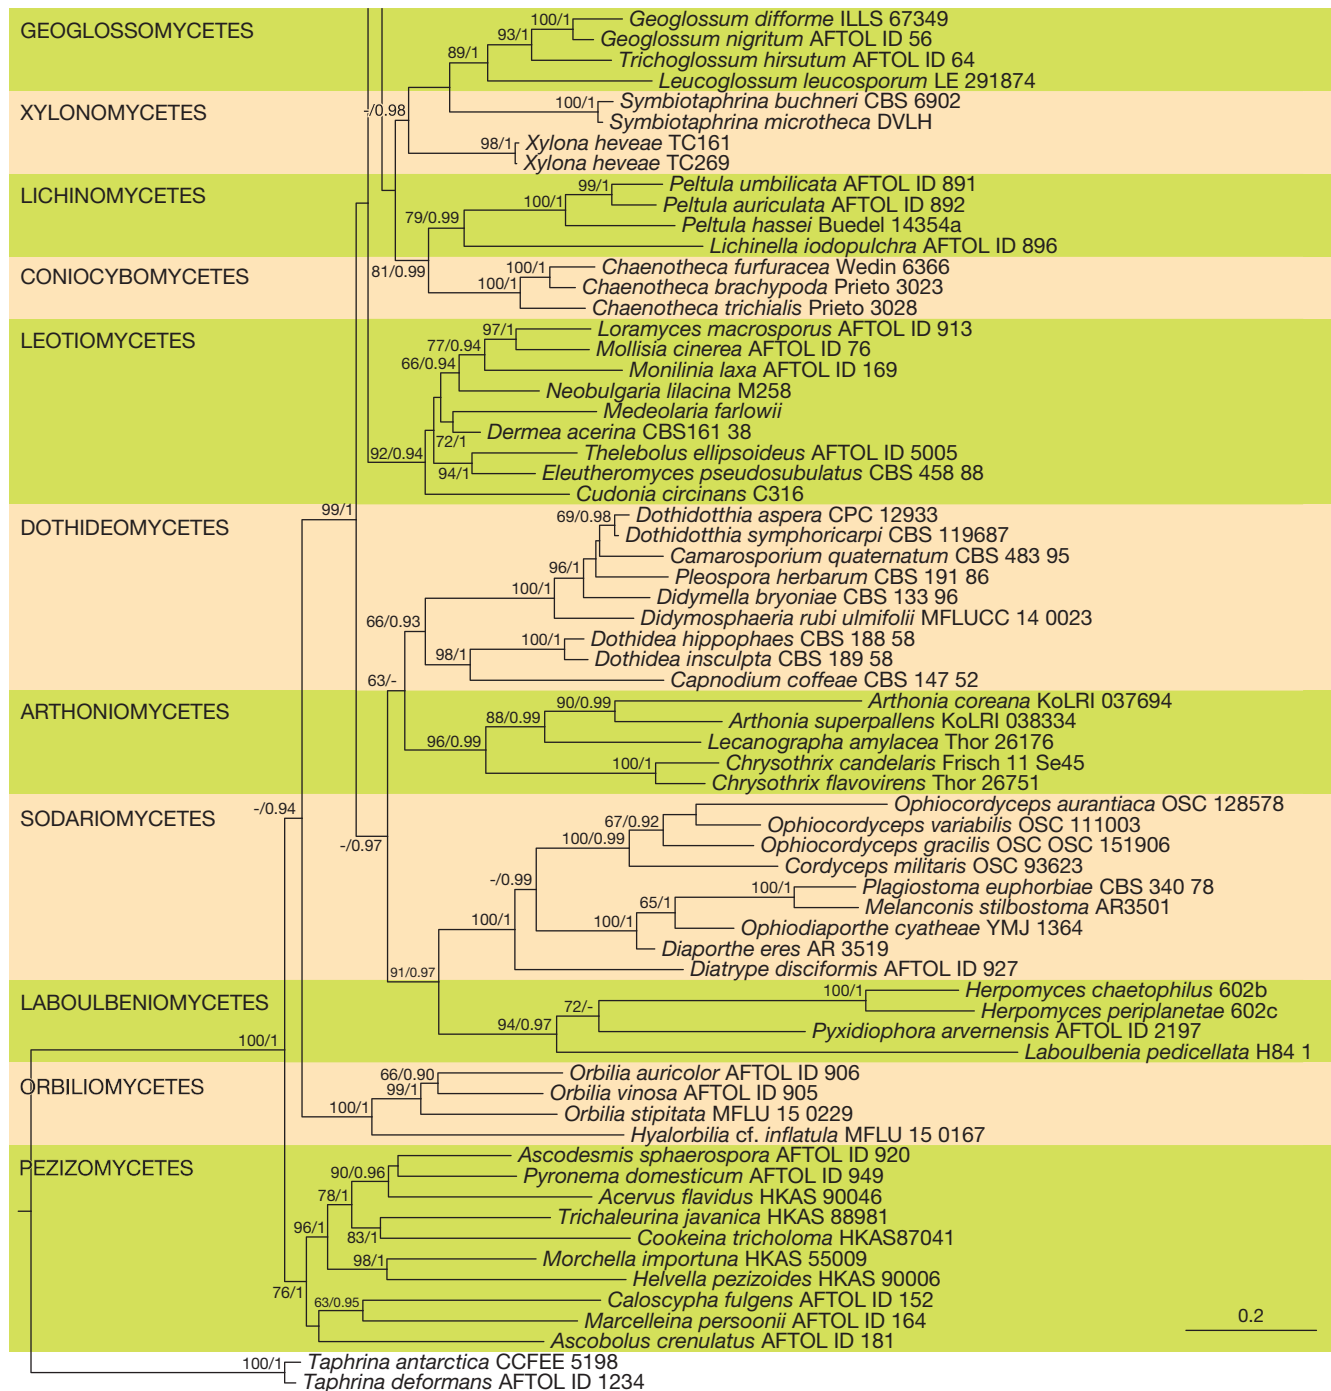 100/1 Geoglossum difforme ILLS 67349
GEOGLOSSOMYCETES
93/1 Geoglossum nigritum AFTOL ID 56
89/1 Trichoglossum hirsutum AFTOL ID 64
Leucoglossum leucosporum LE 291874
100/1 Symbiotaphrina buchneri CBS 6902
XYLONOMYCETES
-/0.98
Symbiotaphrina microtheca DVLH
98/1 Xylona heveae TC161
Xylona heveae TC269
99/1 Peltula umbilicata AFTOL ID 891
LICHINOMYCETES
100/1 Peltula auriculata AFTOL ID 892
79/0.99 Peltula hassei Buedel 14354a
Lichinella iodopulchra AFTOL ID 896
81/0.99
100/1 Chaenotheca furfuracea Wedin 6366
CONIOCYBOMYCETES
100/1 Chaenotheca brachypoda Prieto 3023
Chaenotheca trichialis Prieto 3028
97/1 Loramyces macrosporus AFTOL ID 913
LEOTIOMYCETES
77/0.94 Mollisia cinerea AFTOL ID 76
66/0.94 Monilinia laxa AFTOL ID 169
Neobulgaria lilacina M258
Medeolaria farlowii
72/1 Dermea acerina CBS161 38
92/0.94 Thelebolus ellipsoideus AFTOL ID 5005
94/1 Eleutheromyces pseudosubulatus CBS 458 88
Cudonia circinans C316
99/1
69/0.98 Dothidotthia aspera CPC 12933
DOTHIDEOMYCETES
Dothidotthia symphoricarpi CBS 119687
Camarosporium quaternatum CBS 483 95
96/1 Pleospora herbarum CBS 191 86
100/1 Didymella bryoniae CBS 133 96
66/0.93 Didymosphaeria rubi ulmifolii MFLUCC 14 0023
100/1 Dothidea hippophaes CBS 188 58
98/1 Dothidea insculpta CBS 189 58
63/- Capnodium coffeae CBS 147 52
90/0.99 Arthonia coreana KoLRI 037694
ARTHONIOMYCETES
88/0.99 Arthonia superpallens KoLRI 038334
96/0.99 Lecanographa amylacea Thor 26176
100/1 Chrysothrix candelaris Frisch 11 Se45
Chrysothrix flavovirens Thor 26751
-/0.94
Ophiocordyceps aurantiaca OSC 128578
SODARIOMYCETES
67/0.92 Ophiocordyceps variabilis OSC 111003
-/0.97
100/0.99 Ophiocordyceps gracilis OSC OSC 151906
Cordyceps militaris OSC 93623
-/0.99
100/1 Plagiostoma euphorbiae CBS 340 78
65/1 Melanconis stilbostoma AR3501
100/1 100/1 Ophiodiaporthe cyatheae YMJ 1364
Diaporthe eres AR 3519
91/0.97 Diatrype disciformis AFTOL ID 927
100/1 Herpomyces chaetophilus 602b
LABOULBENIOMYCETES
72/- Herpomyces periplanetae 602c
94/0.97 Pyxidiophora arvernensis AFTOL ID 2197
100/1
Laboulbenia pedicellata H84 1
66/0.90 Orbilia auricolor AFTOL ID 906
ORBILIOMYCETES
99/1 Orbilia vinosa AFTOL ID 905
100/1 Orbilia stipitata MFLU 15 0229
Hyalorbilia cf. inflatula MFLU 15 0167
Ascodesmis sphaerospora AFTOL ID 920
PEZIZOMYCETES
90/0.96 Pyronema domesticum AFTOL ID 949
78/1 Acervus flavidus HKAS 90046
Trichaleurina javanica HKAS 88981
96/1 83/1 Cookeina tricholoma HKAS87041
98/1 Morchella importuna HKAS 55009
Helvella pezizoides HKAS 90006
76/1 63/0.95 Caloscypha fulgens AFTOL ID 152
Marcelleina persoonii AFTOL ID 164
0.2
Ascobolus crenulatus AFTOL ID 181
100/1 Taphrina antarctica CCFEE 5198
Taphrina deformans AFTOL ID 1234